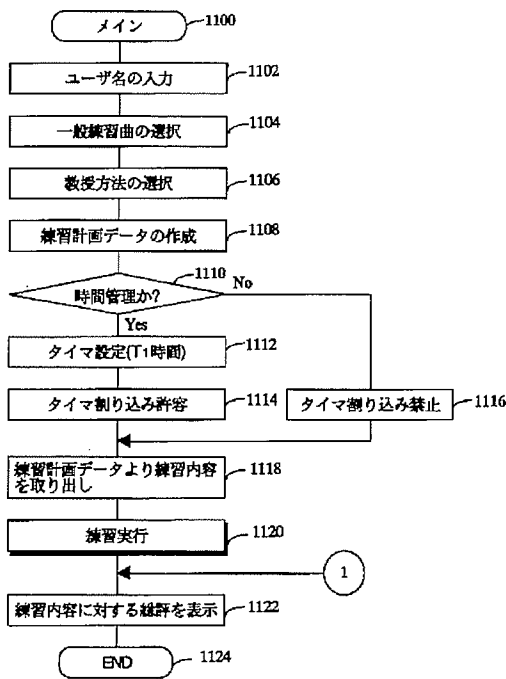 メイン
1100
ユーザ名の入力
1102
一般練習曲の選択
1104
教授方法の選択
1106
練習計画データの作成
1108
時間管理か?
1110
No
Yes
タイマ設定(T1時間)
1112
タイマ割り込み許容
1114
タイマ割り込み禁止
1116
練習計画データより練習内容
を取り出し
1118
練習実行
1120
1
練習内容に対する総評を表示
1122
END
1124